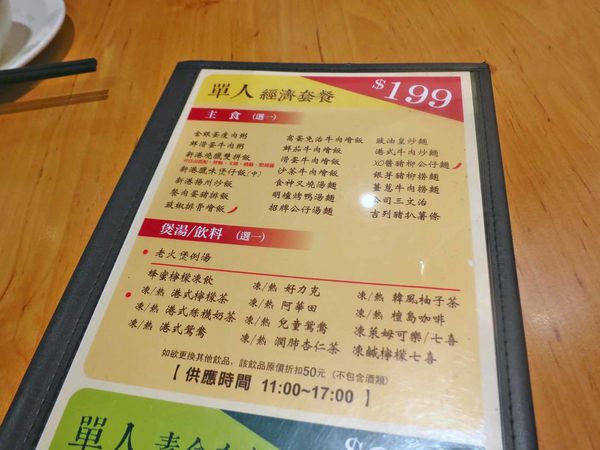 單人 經濟套餐 $199
主 食 (選一)
金銀蛋瘦肉粥
鮮滑蛋牛肉粥
新港燒臘雙拼飯
新港臘味煲仔飯(中)
新港揚州炒飯
餐肉蛋豬排飯
豉椒排骨燴飯
窩蛋免治牛肉燴飯
鮮茄牛肉燴飯
滑蛋牛肉燴飯
沙茶牛肉燴飯
食神叉燒湯麵
明爐烤鴨湯麵
招牌公仔湯麵
豉油皇炒麵
港式牛肉炒麵
XO醬豬柳公仔麵
銀芽豬柳撈麵
薑蔥牛肉撈麵
公司三文治
吉列豬扒薯條
煲湯/飲料 (選一)
• 老火煲例湯
蜂蜜檸檬凍飲
• 凍/熱 港式檸檬茶
凍/熱 港式絲襪奶茶
凍/熱 港式鴛鴦
凍/熱 好力克
凍/熱 阿華田
凍/熱 兒童鴛鴦
凍/熱 潤肺杏仁茶
凍/熱 韓風柚子茶
凍/熱 檀島咖啡
凍萊姆可樂/七喜
凍鹹檸檬七喜
如欲更換其他飲品，該飲品原價折扣50元 (不包含酒類)
【 供應時間 11:00~17:00 】
單人